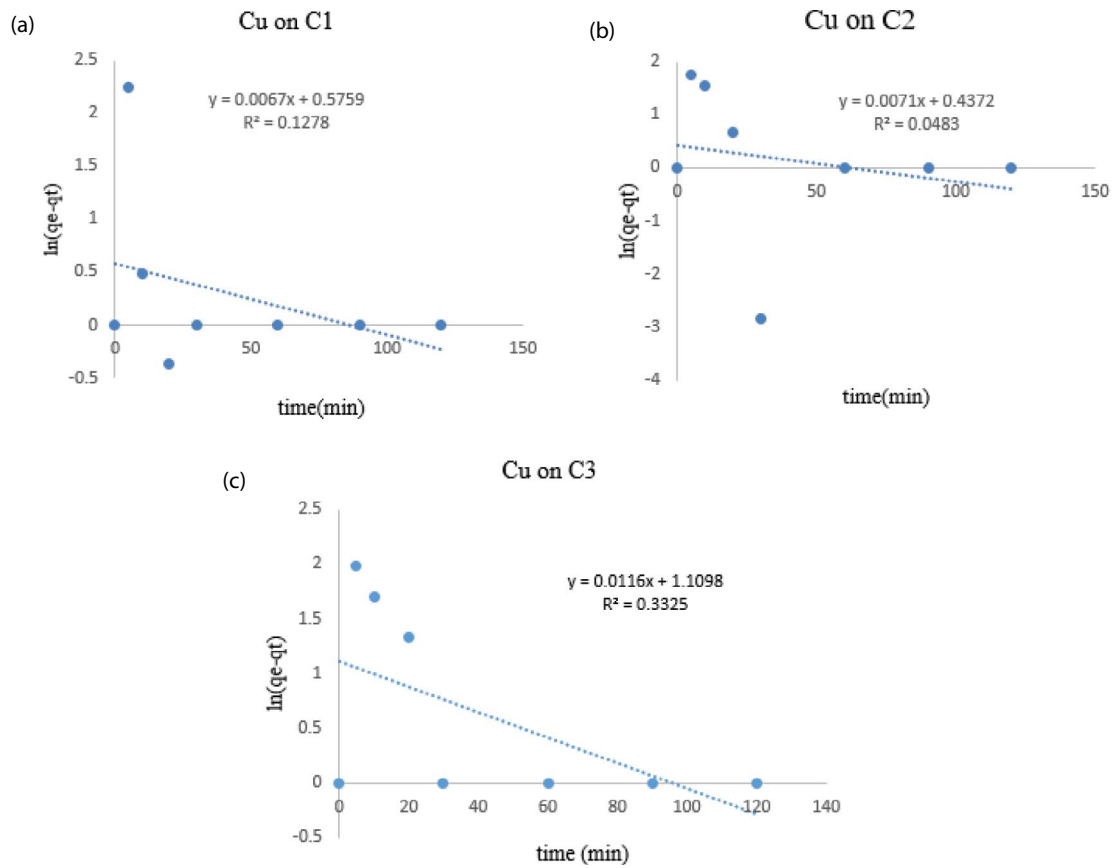 (a)
Cu on C1
y = 0.0067x + 0.5759
R² = 0.1278
2.5
2
1.5
1
0.5
0
-0.5
0
50
100
150
ln(qe-qt)
time(min)
(b)
Cu on C2
y = 0.0071x + 0.4372
R² = 0.0483
2
1
0
-1
-2
-3
-4
0
50
100
150
ln(qe-qt)
time(min)
(c)
Cu on C3
y = 0.0116x + 1.1098
R² = 0.3325
2.5
2
1.5
1
0.5
0
-0.5
0
20
40
60
80
100
120
140
ln(qe-qt)
time (min)